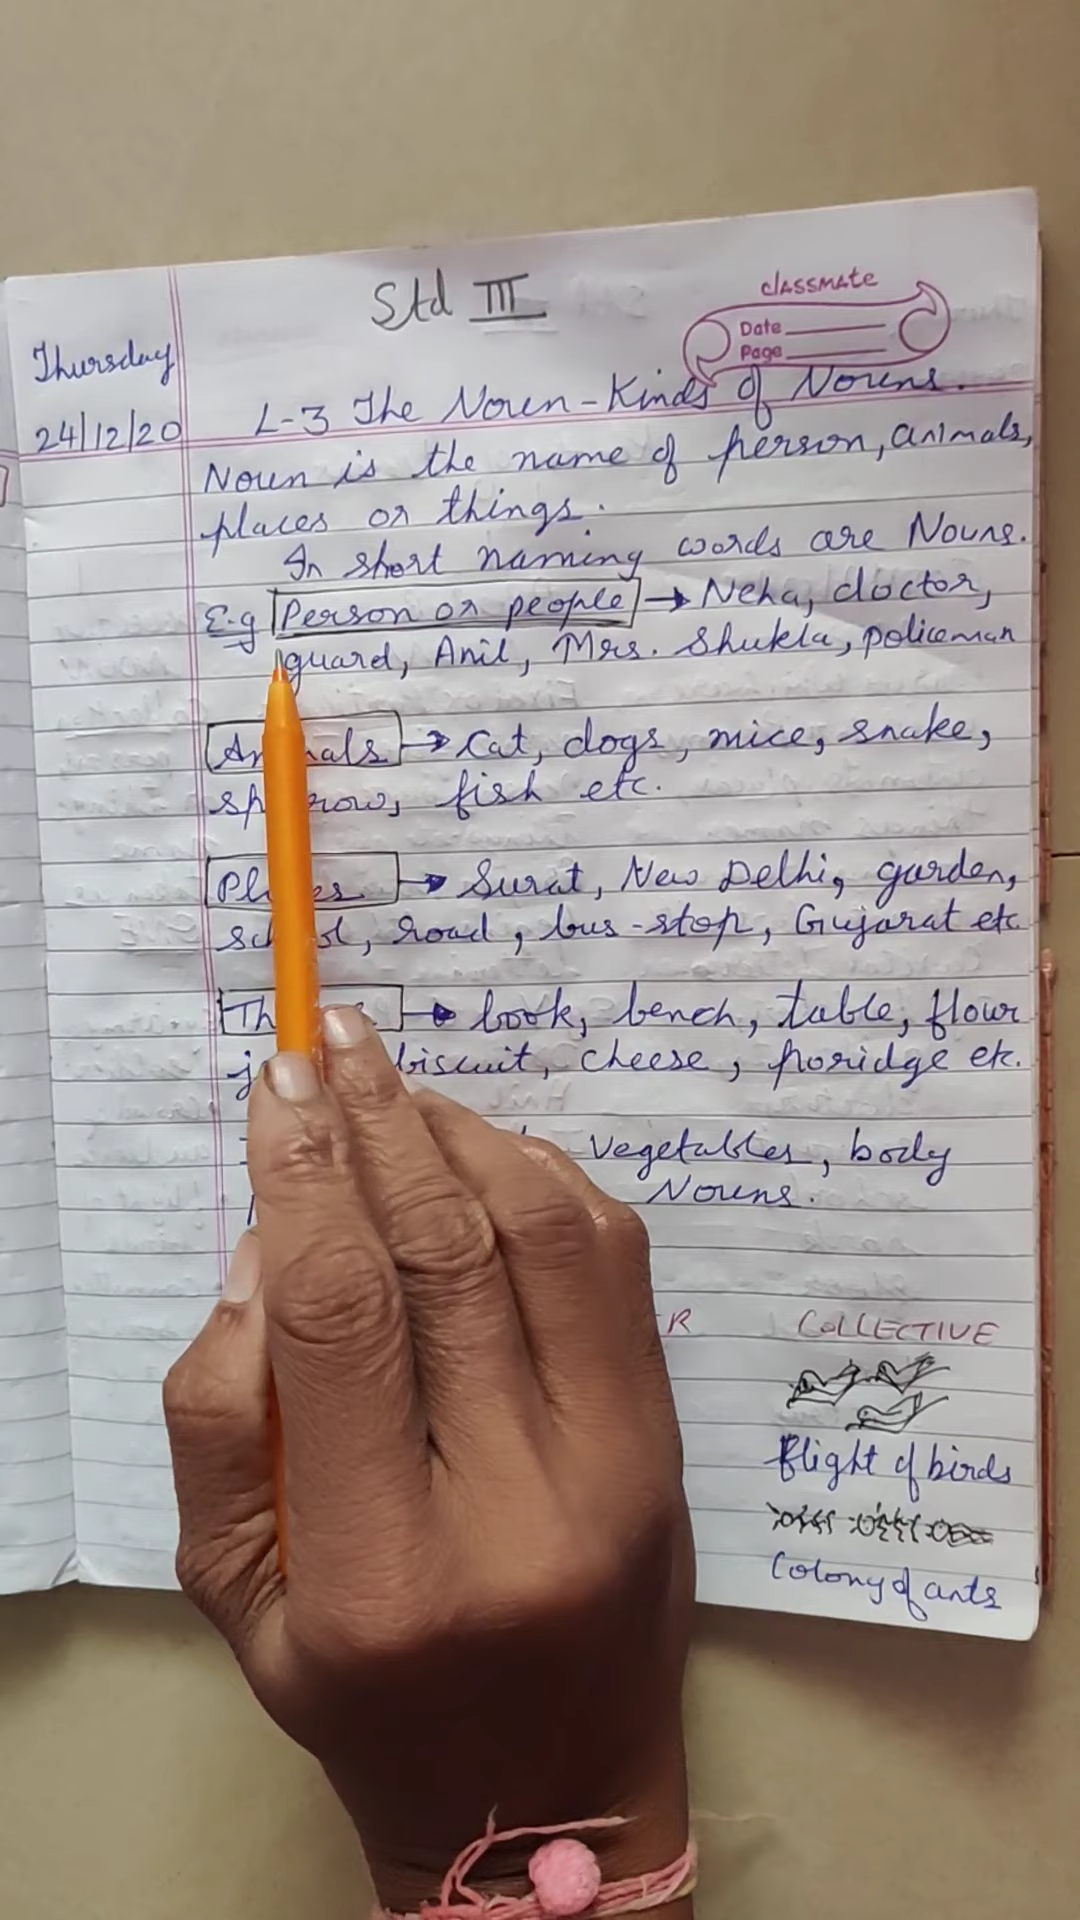 Std III
classmate
Date
Page
Thursday
24/12/20
L-3 The Noun-Kinds of Nouns.
Noun is the name of person, animals,
places or things.
In short naming words are Nouns.
E.g Person or people → Neha, doctor,
guard, Anil, Mrs. Shukla, policeman
→ Cat, dogs, mice, snake,
fish etc.
→ Surat, New Delhi, garden,
road, bus-stop, Gujarat etc
→ book, bench, table, flour
biscuit, cheese, poridge etc.
Vegetables, body
Nouns.
COLLECTIVE
flight of birds
Colony of ants